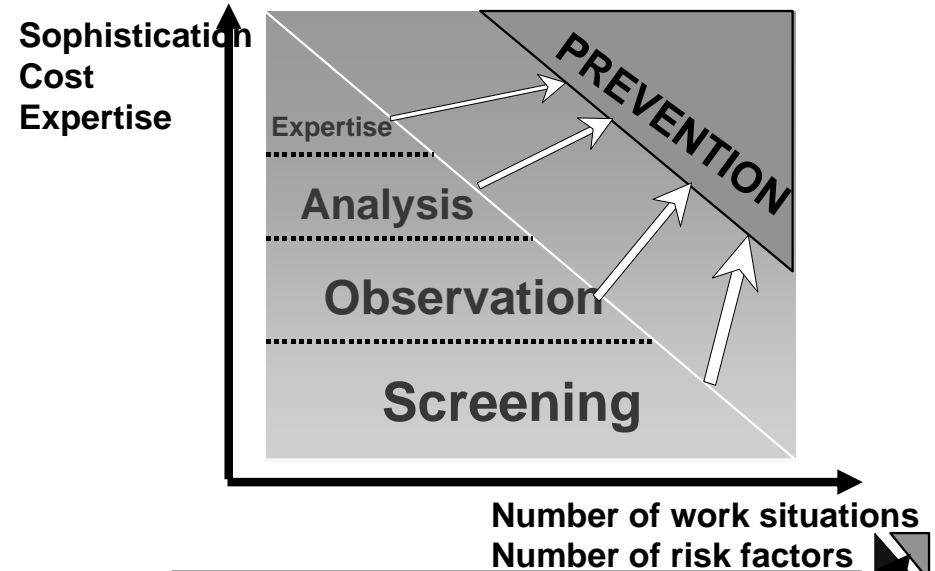 Sophistication
Cost
Expertise
PREVENTION
Expertise
Analysis
Observation
Screening
Number of work situations
Number of risk factors